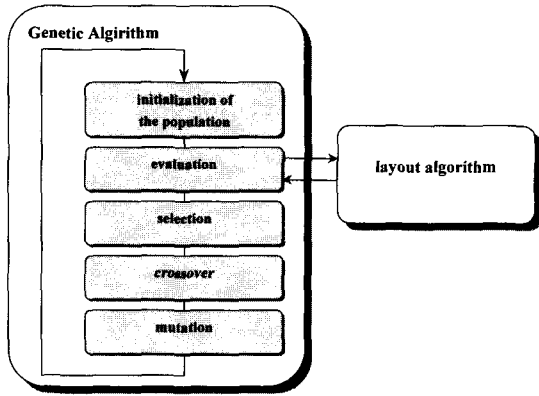 Genetic Algirithm
initialization of
the population
evaluation
layout algorithm
selection
crossover
mutation